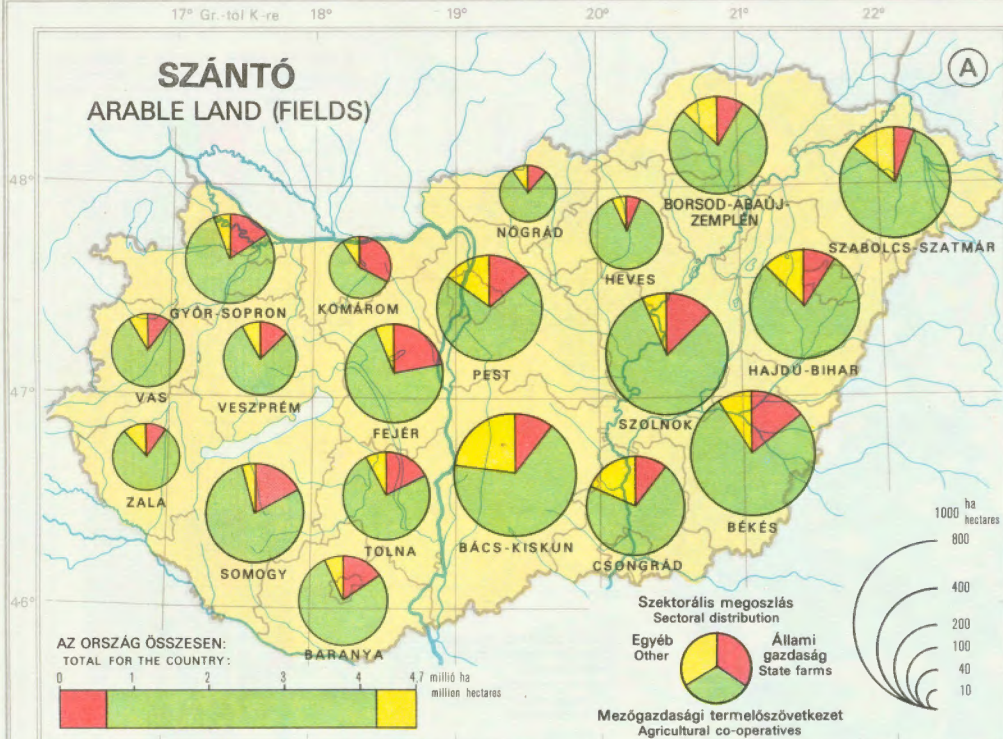 17° Gr.-től K-re 18° 19° 20° 21° 22°
A
SZÁNTÓ
ARABLE LAND (FIELDS)
48°
47°
46°
NÓGRÁD
BORSOD-ABAÚJ-
ZEMPLÉN
SZABOLCS-SZATMÁR
HEVES
GYŐR-SOPRON
KOMÁROM
PEST
HAJDÚ-BIHAR
VAS
VESZPRÉM
FEJÉR
SZOLNOK
ZALA
SOMOGY
TOLNA
BÁCS-KISKUN
CSONGRÁD
BÉKÉS
BARANYA
AZ ORSZÁG ÖSSZESEN:
TOTAL FOR THE COUNTRY:
0 1 2 3 4 4,7 millió ha
million hectares
Szektorális megoszlás
Sectoral distribution
Egyéb
Other
Állami
gazdaság
State farms
Mezőgazdasági termelőszövetkezet
Agricultural co-operatives
1000 ha
hectares
800
400
200
100
40
10